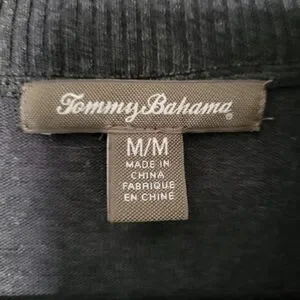 Tommy Bahama®
M/M
MADE IN
CHINA
FABRIQUE
EN CHINE